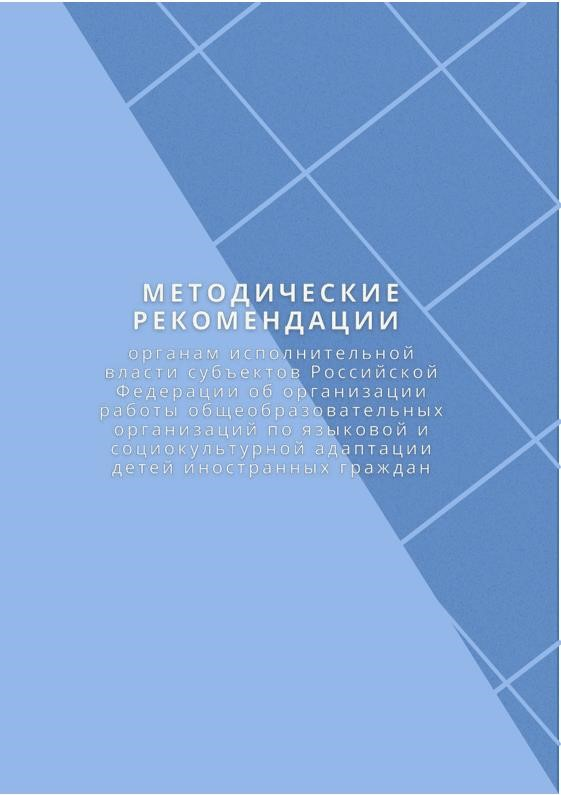 МЕТОДИЧЕСКИЕ
РЕКОМЕНДАЦИИ
органам исполнительной
власти субъектов Российской
Федерации об организации
работы общеобразовательных
организаций по языковой и
социокультурной адаптации
детей иностранных граждан